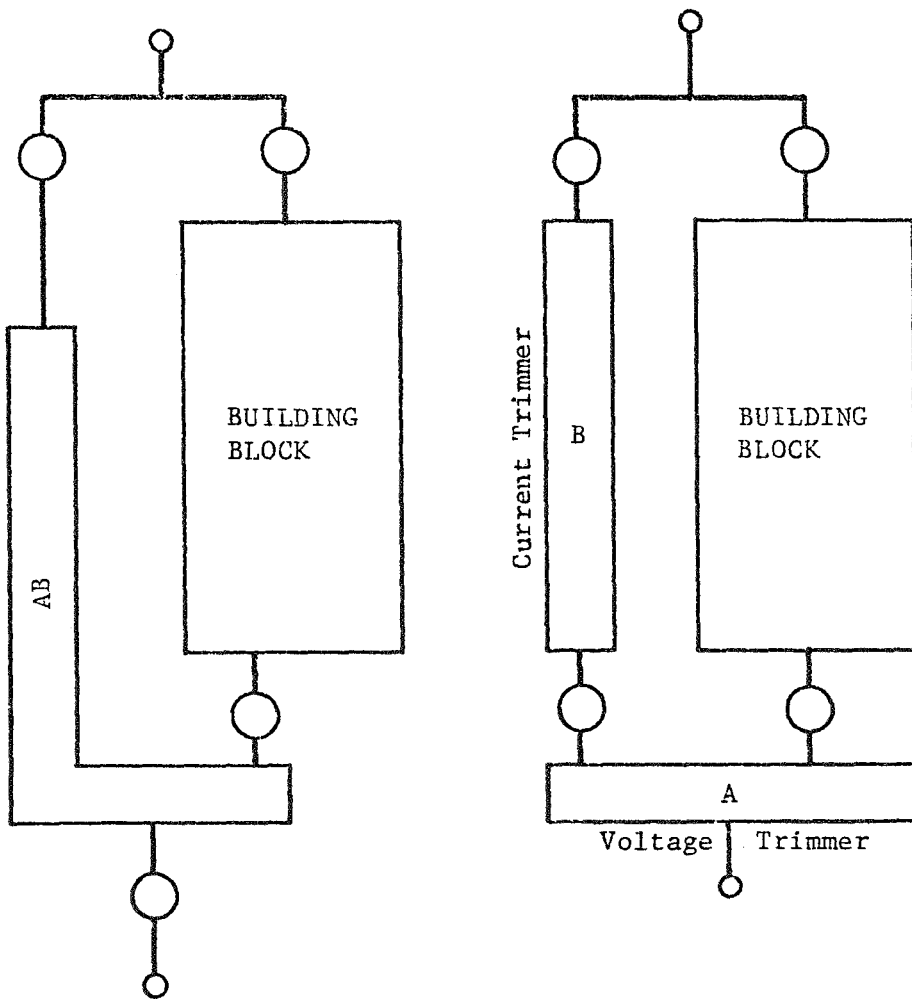 BUILDING
BLOCK
AB
Current Trimmer
B
BUILDING
BLOCK
A
Voltage Trimmer